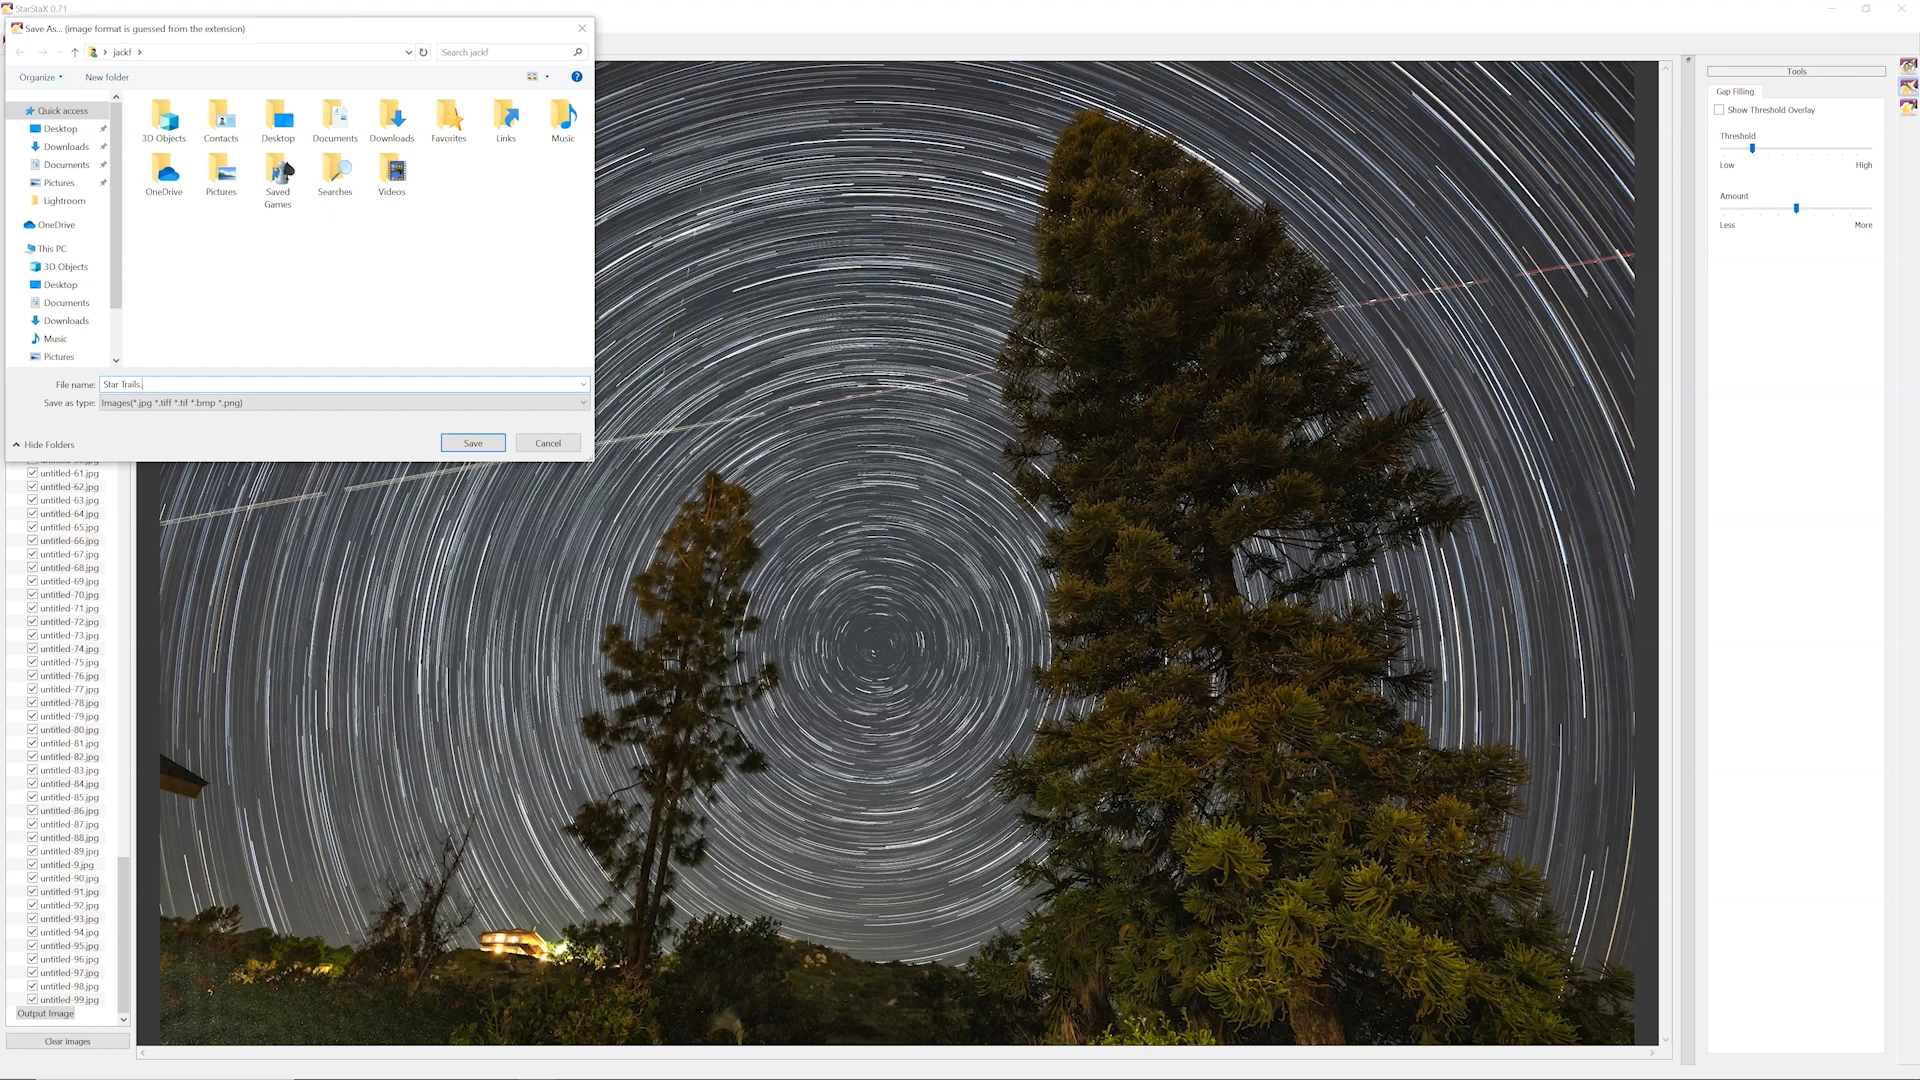 StarStaX 0.71
Save As... (image format is guessed from the extension)
jackf
Search jackf
Organize
New folder
Quick access
Desktop
Downloads
Documents
Pictures
Lightroom
OneDrive
This PC
3D Objects
Desktop
Documents
Downloads
Music
Pictures
3D Objects
Contacts
Desktop
Documents
Downloads
Favorites
Links
Music
OneDrive
Pictures
Saved
Games
Searches
Videos
File name: Star Trails.
Save as type: Images(*.jpg *.tiff *.tif *.bmp *.png)
Hide Folders
Save
Cancel
untitled-61.jpg
untitled-62.jpg
untitled-63.jpg
untitled-64.jpg
untitled-65.jpg
untitled-66.jpg
untitled-67.jpg
untitled-68.jpg
untitled-69.jpg
untitled-70.jpg
untitled-71.jpg
untitled-72.jpg
untitled-73.jpg
untitled-74.jpg
untitled-75.jpg
untitled-76.jpg
untitled-77.jpg
untitled-78.jpg
untitled-79.jpg
untitled-80.jpg
untitled-81.jpg
untitled-82.jpg
untitled-83.jpg
untitled-84.jpg
untitled-85.jpg
untitled-86.jpg
untitled-87.jpg
untitled-88.jpg
untitled-89.jpg
untitled-9.jpg
untitled-90.jpg
untitled-91.jpg
untitled-92.jpg
untitled-93.jpg
untitled-94.jpg
untitled-95.jpg
untitled-96.jpg
untitled-97.jpg
untitled-98.jpg
untitled-99.jpg
Output Image
Clear images
Tools
Gap Filling
Show Threshold Overlay
Threshold
Low High
Amount
Less More